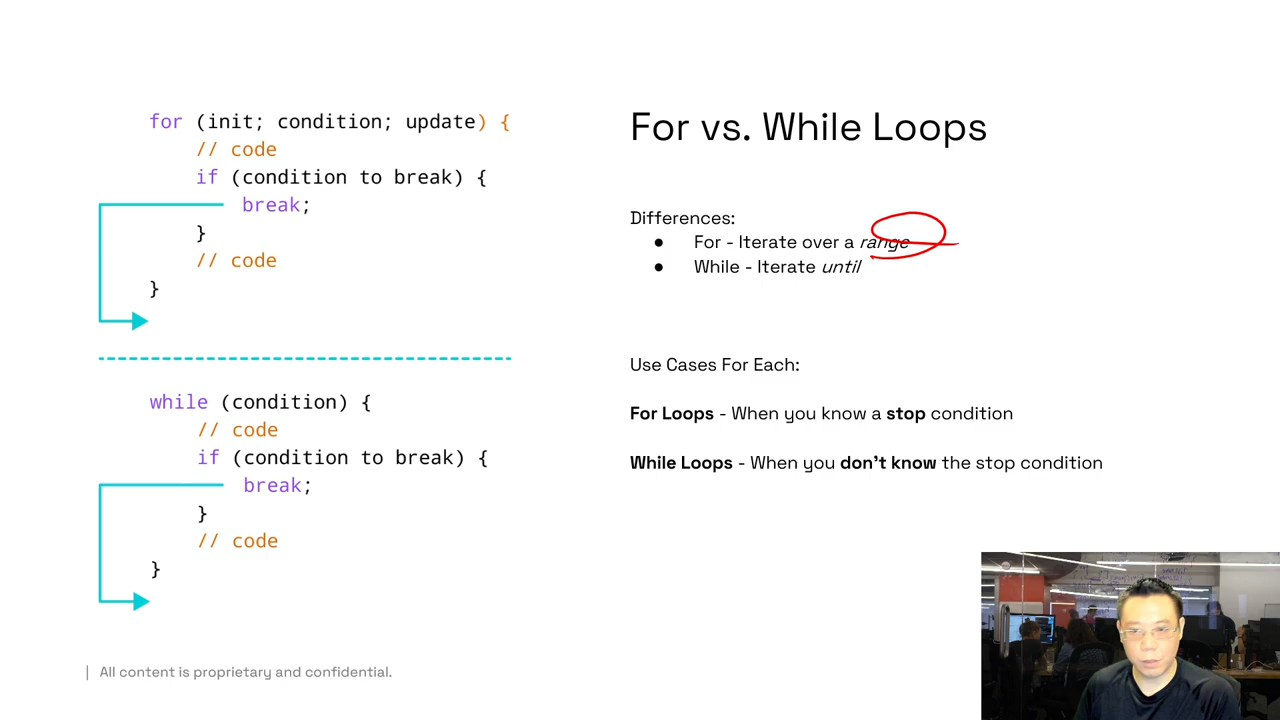 for (init; condition; update) {
// code
if (condition to break) {
break;
}
// code
}
while (condition) {
// code
if (condition to break) {
break;
}
// code
}
For vs. While Loops
Differences:
● For - Iterate over a range
● While - Iterate until
Use Cases For Each:
For Loops - When you know a stop condition
While Loops - When you don't know the stop condition
| All content is proprietary and confidential.